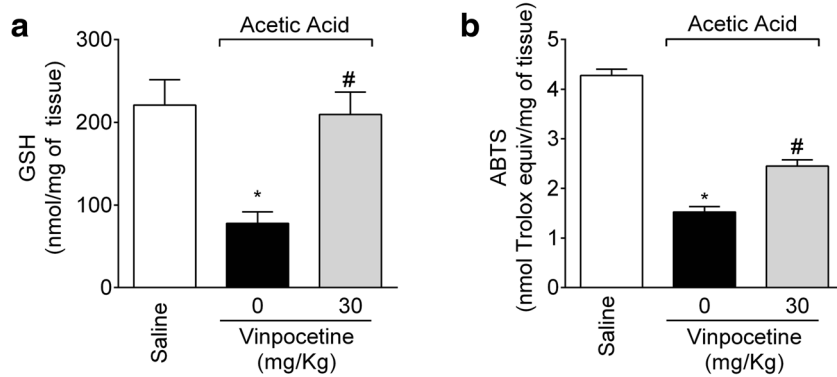 a
Acetic Acid
GSH
(nmol/mg of tissue)
300
200
100
0
*
#
Saline
0 30
Vinpocetine
(mg/Kg)
b
Acetic Acid
ABTS
(nmol Trolox equiv/mg of tissue)
5
4
3
2
1
0
*
#
Saline
0 30
Vinpocetine
(mg/Kg)